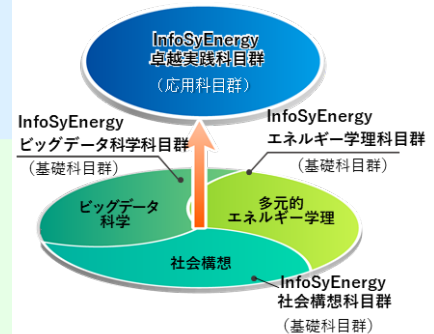 InfoSyEnergy
卓越実践科目群
（応用科目群）
InfoSyEnergy
ビッグデータ科学科目群
（基礎科目群）
InfoSyEnergy
エネルギー学理科目群
（基礎科目群）
ビッグデータ
科学
多元的
エネルギー学理
社会構想
InfoSyEnergy
社会構想科目群
（基礎科目群）